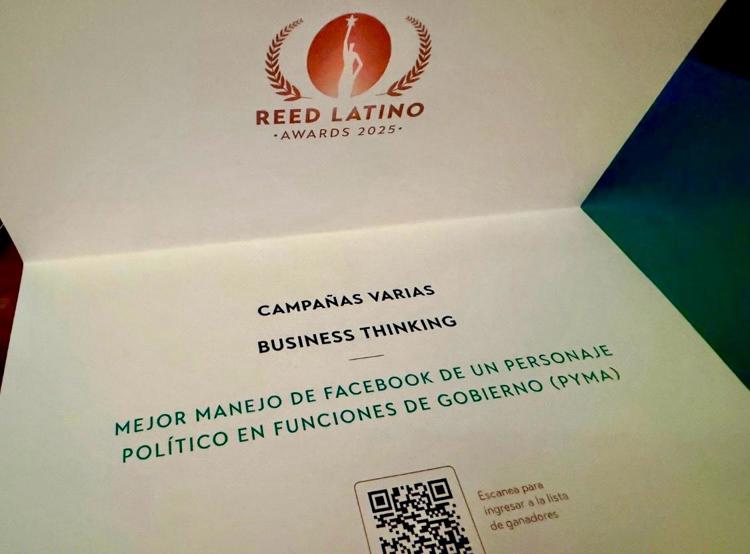 REED LATINO
·AWARDS 2025·
CAMPAÑAS VARIAS
BUSINESS THINKING
MEJOR MANEJO DE FACEBOOK DE UN PERSONAJE
POLÍTICO EN FUNCIONES DE GOBIERNO (PYMA)
Escanea para
ingresar a la lista
de ganadores